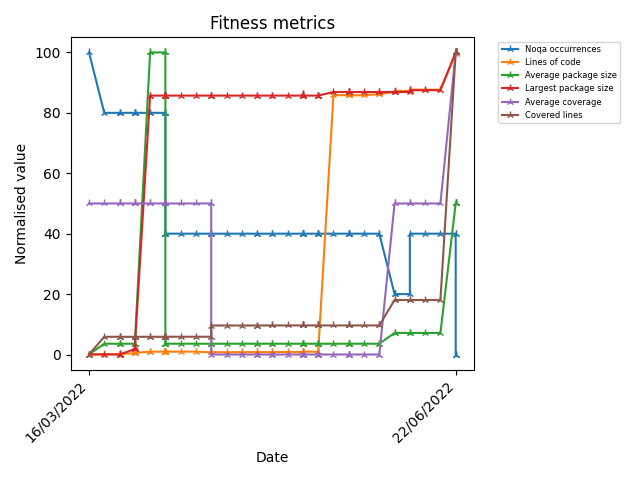 Fitness metrics
Normalised value
100
80
60
40
20
0
16/03/2022
22/06/2022
Date
Noqa occurrences
Lines of code
Average package size
Largest package size
Average coverage
Covered lines